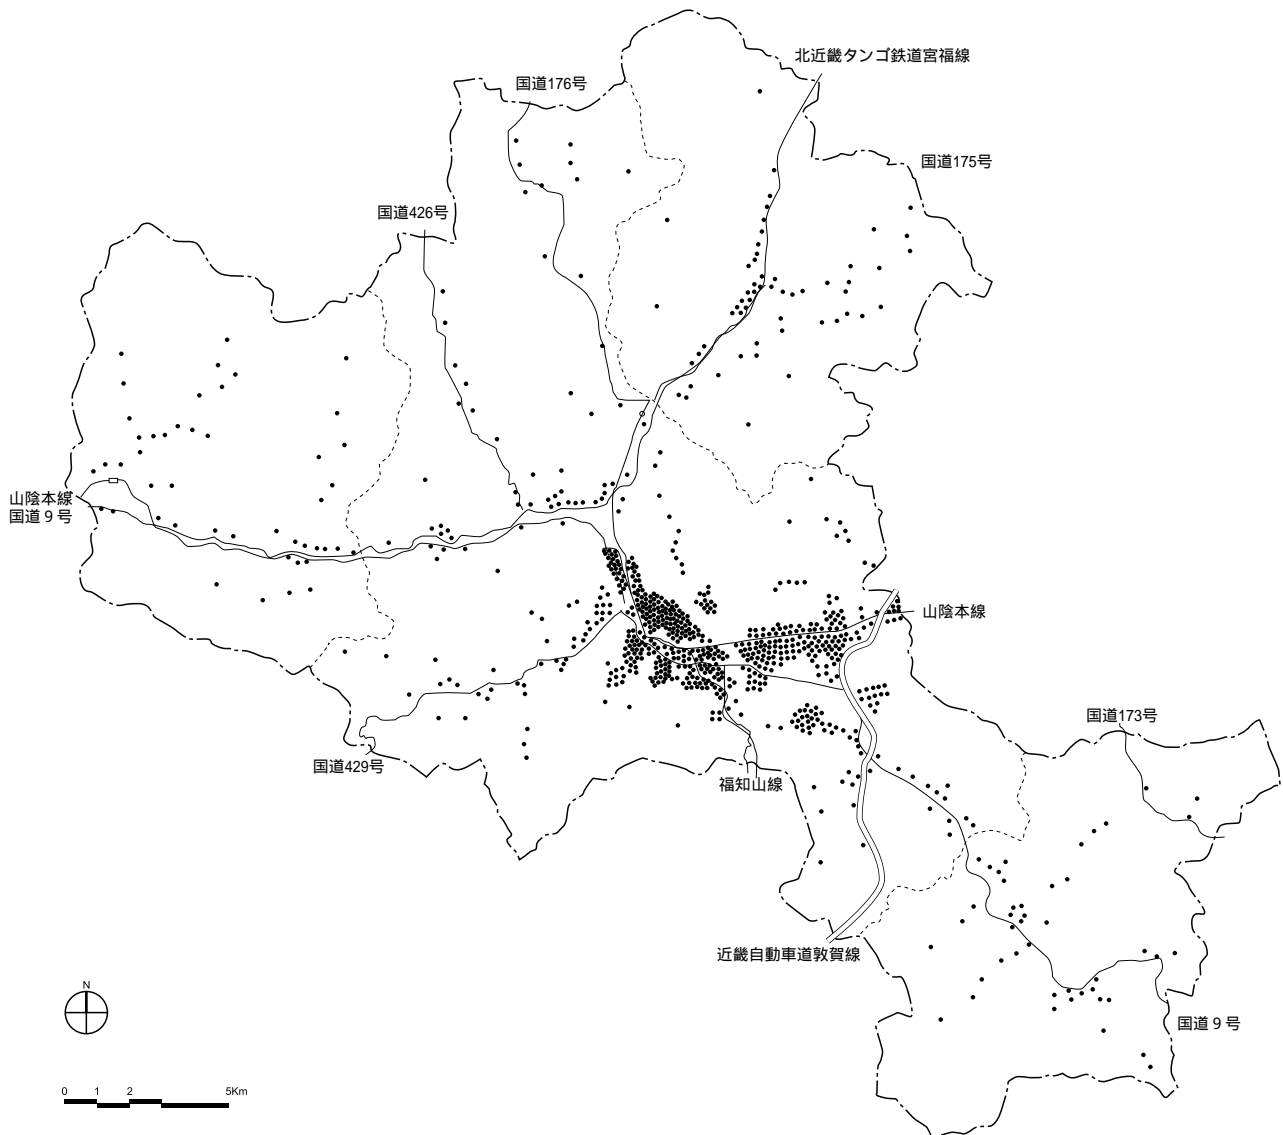 北近畿タンゴ鉄道宮福線
国道176号
国道175号
国道426号
山陰本線
国道９号
山陰本線
国道173号
国道429号
福知山線
近畿自動車道敦賀線
N
国道９号
0 1 2 5Km